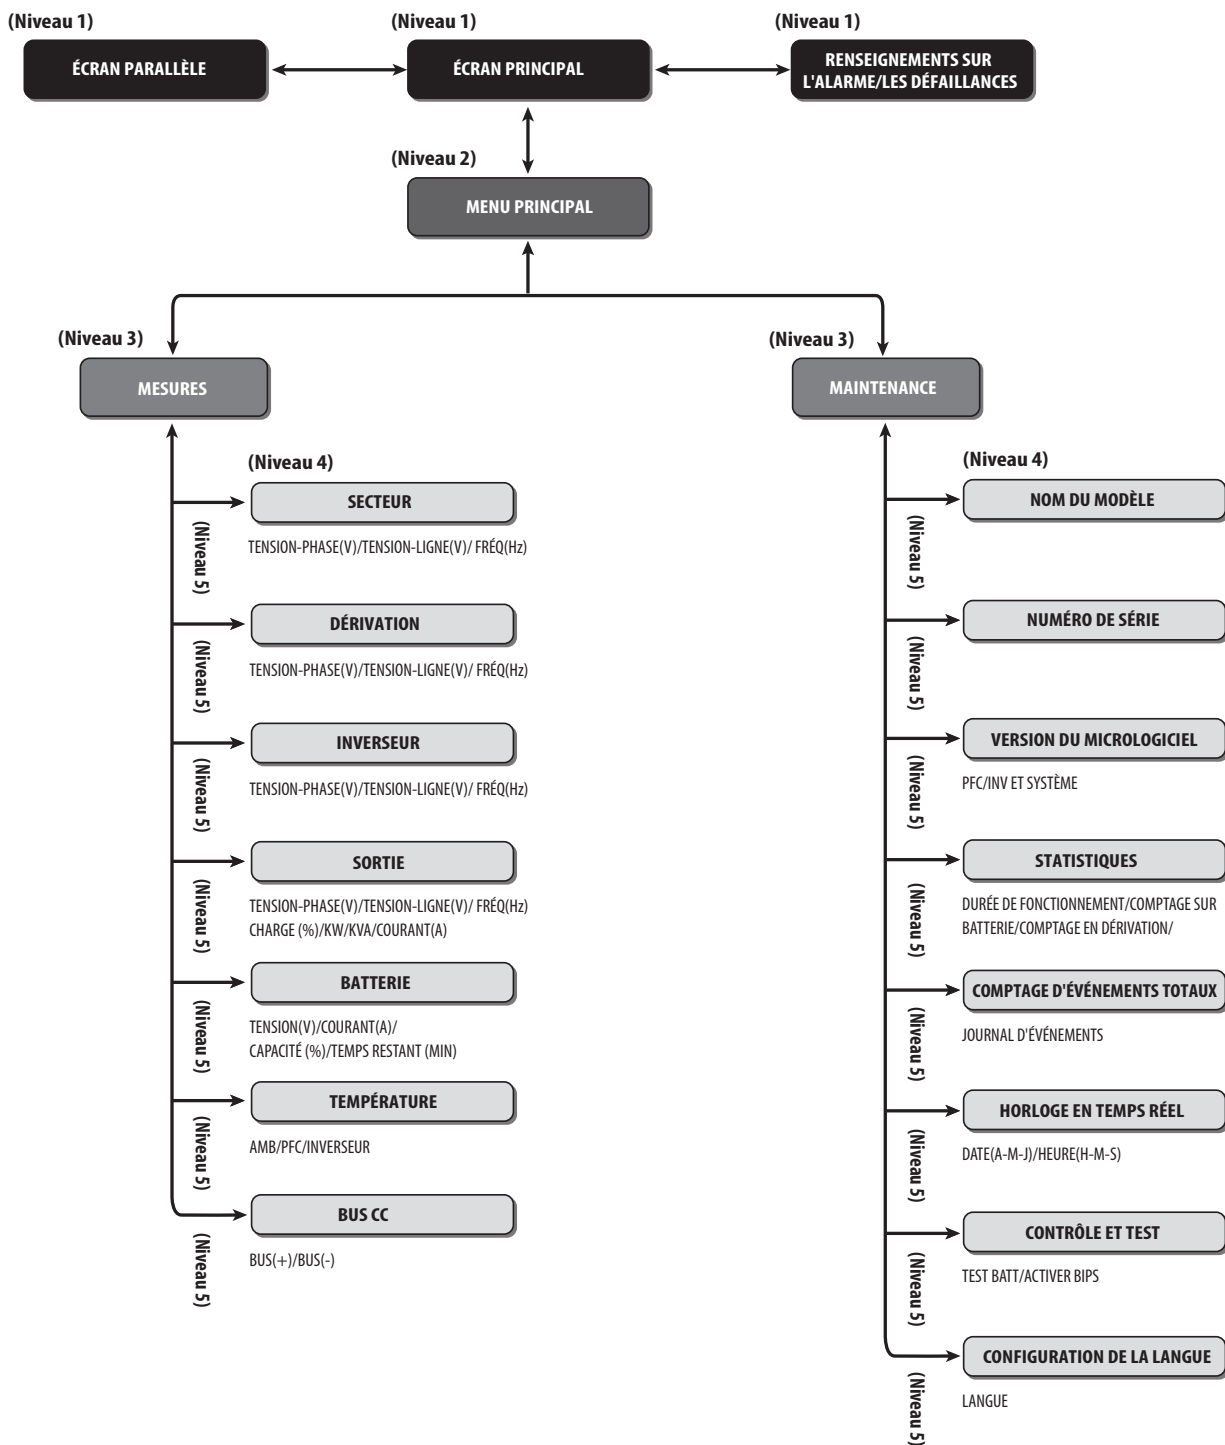 (Niveau 1)
ÉCRAN PARALLÈLE
(Niveau 1)
ÉCRAN PRINCIPAL
(Niveau 1)
RENSEIGNEMENTS SUR
L'ALARME/LES DÉFAILLANCES
(Niveau 2)
MENU PRINCIPAL
(Niveau 3)
MESURES
(Niveau 4)
SECTEUR
(Niveau 5)
TENSION-PHASE(V)/TENSION-LIGNE(V)/ FRÉQ(Hz)
DÉRIVATION
(Niveau 5)
TENSION-PHASE(V)/TENSION-LIGNE(V)/ FRÉQ(Hz)
INVERSEUR
(Niveau 5)
TENSION-PHASE(V)/TENSION-LIGNE(V)/ FRÉQ(Hz)
SORTIE
(Niveau 5)
TENSION-PHASE(V)/TENSION-LIGNE(V)/ FRÉQ(Hz)
CHARGE (%)/KW/KVA/COURANT(A)
BATTERIE
(Niveau 5)
TENSION(V)/COURANT(A)/
CAPACITÉ (%)/TEMPS RESTANT (MIN)
TEMPÉRATURE
(Niveau 5)
AMB/PFC/INVERSEUR
BUS CC
(Niveau 5)
BUS(+)/BUS(-)
(Niveau 3)
MAINTENANCE
(Niveau 4)
NOM DU MODÈLE
(Niveau 5)
NUMÉRO DE SÉRIE
(Niveau 5)
VERSION DU MICROLOGICIEL
(Niveau 5)
PFC/INV ET SYSTÈME
STATISTIQUES
(Niveau 5)
DURÉE DE FONCTIONNEMENT/COMPTAGE SUR
BATTERIE/COMPTAGE EN DÉRIVATION/
COMPTAGE D'ÉVÉNEMENTS TOTAUX
(Niveau 5)
JOURNAL D'ÉVÉNEMENTS
HORLOGE EN TEMPS RÉEL
(Niveau 5)
DATE(A-M-J)/HEURE(H-M-S)
CONTRÔLE ET TEST
(Niveau 5)
TEST BATT/ACTIVER BIPS
CONFIGURATION DE LA LANGUE
(Niveau 5)
LANGUE